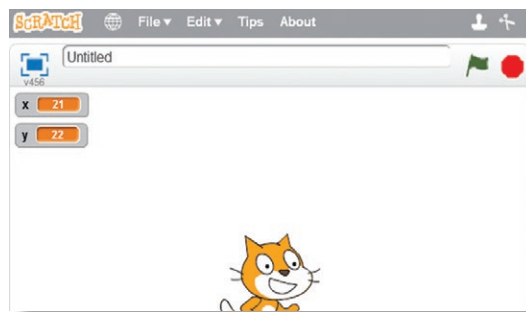 SCRATCH File Edit Tips About
Untitled
v456
x 21
y 22